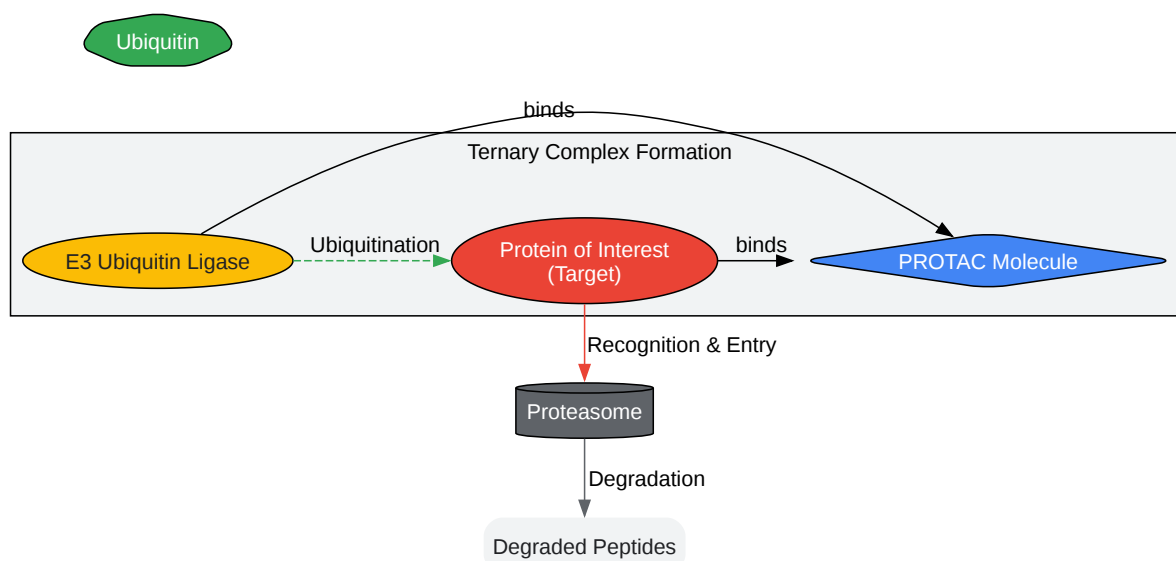 Ubiquitin
binds
Ternary Complex Formation
E3 Ubiquitin Ligase
Ubiquitination
Protein of Interest
(Target)
binds
PROTAC Molecule
Recognition & Entry
Proteasome
Degradation
Degraded Peptides